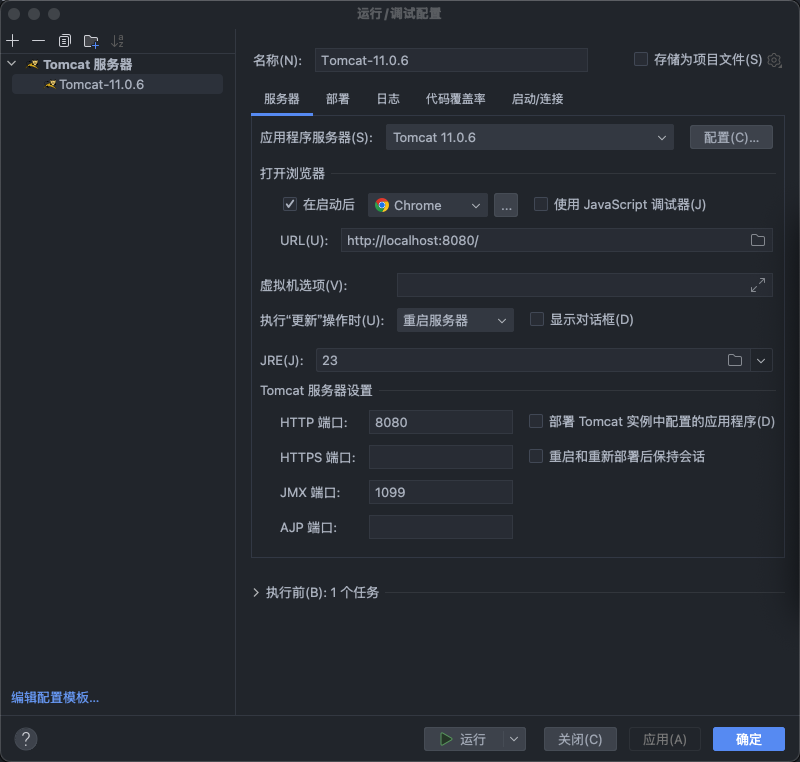 运行/调试配置
Tomcat 服务器
Tomcat-11.0.6
名称(N): Tomcat-11.0.6 存储为项目文件(S)
服务器 部署 日志 代码覆盖率 启动/连接
应用程序服务器(S): Tomcat 11.0.6 配置(C)...
打开浏览器
在启动后 Chrome ... 使用 JavaScript 调试器(J)
URL(U): http://localhost:8080/
虚拟机选项(V):
执行“更新”操作时(U): 重启服务器 显示对话框(D)
JRE(J): 23
Tomcat 服务器设置
HTTP 端口: 8080 部署 Tomcat 实例中配置的应用程序(D)
HTTPS 端口: 重启和重新部署后保持会话
JMX 端口: 1099
AJP 端口:
执行前(B): 1 个任务
编辑配置模板...
? 运行 关闭(C) 应用(A) 确定